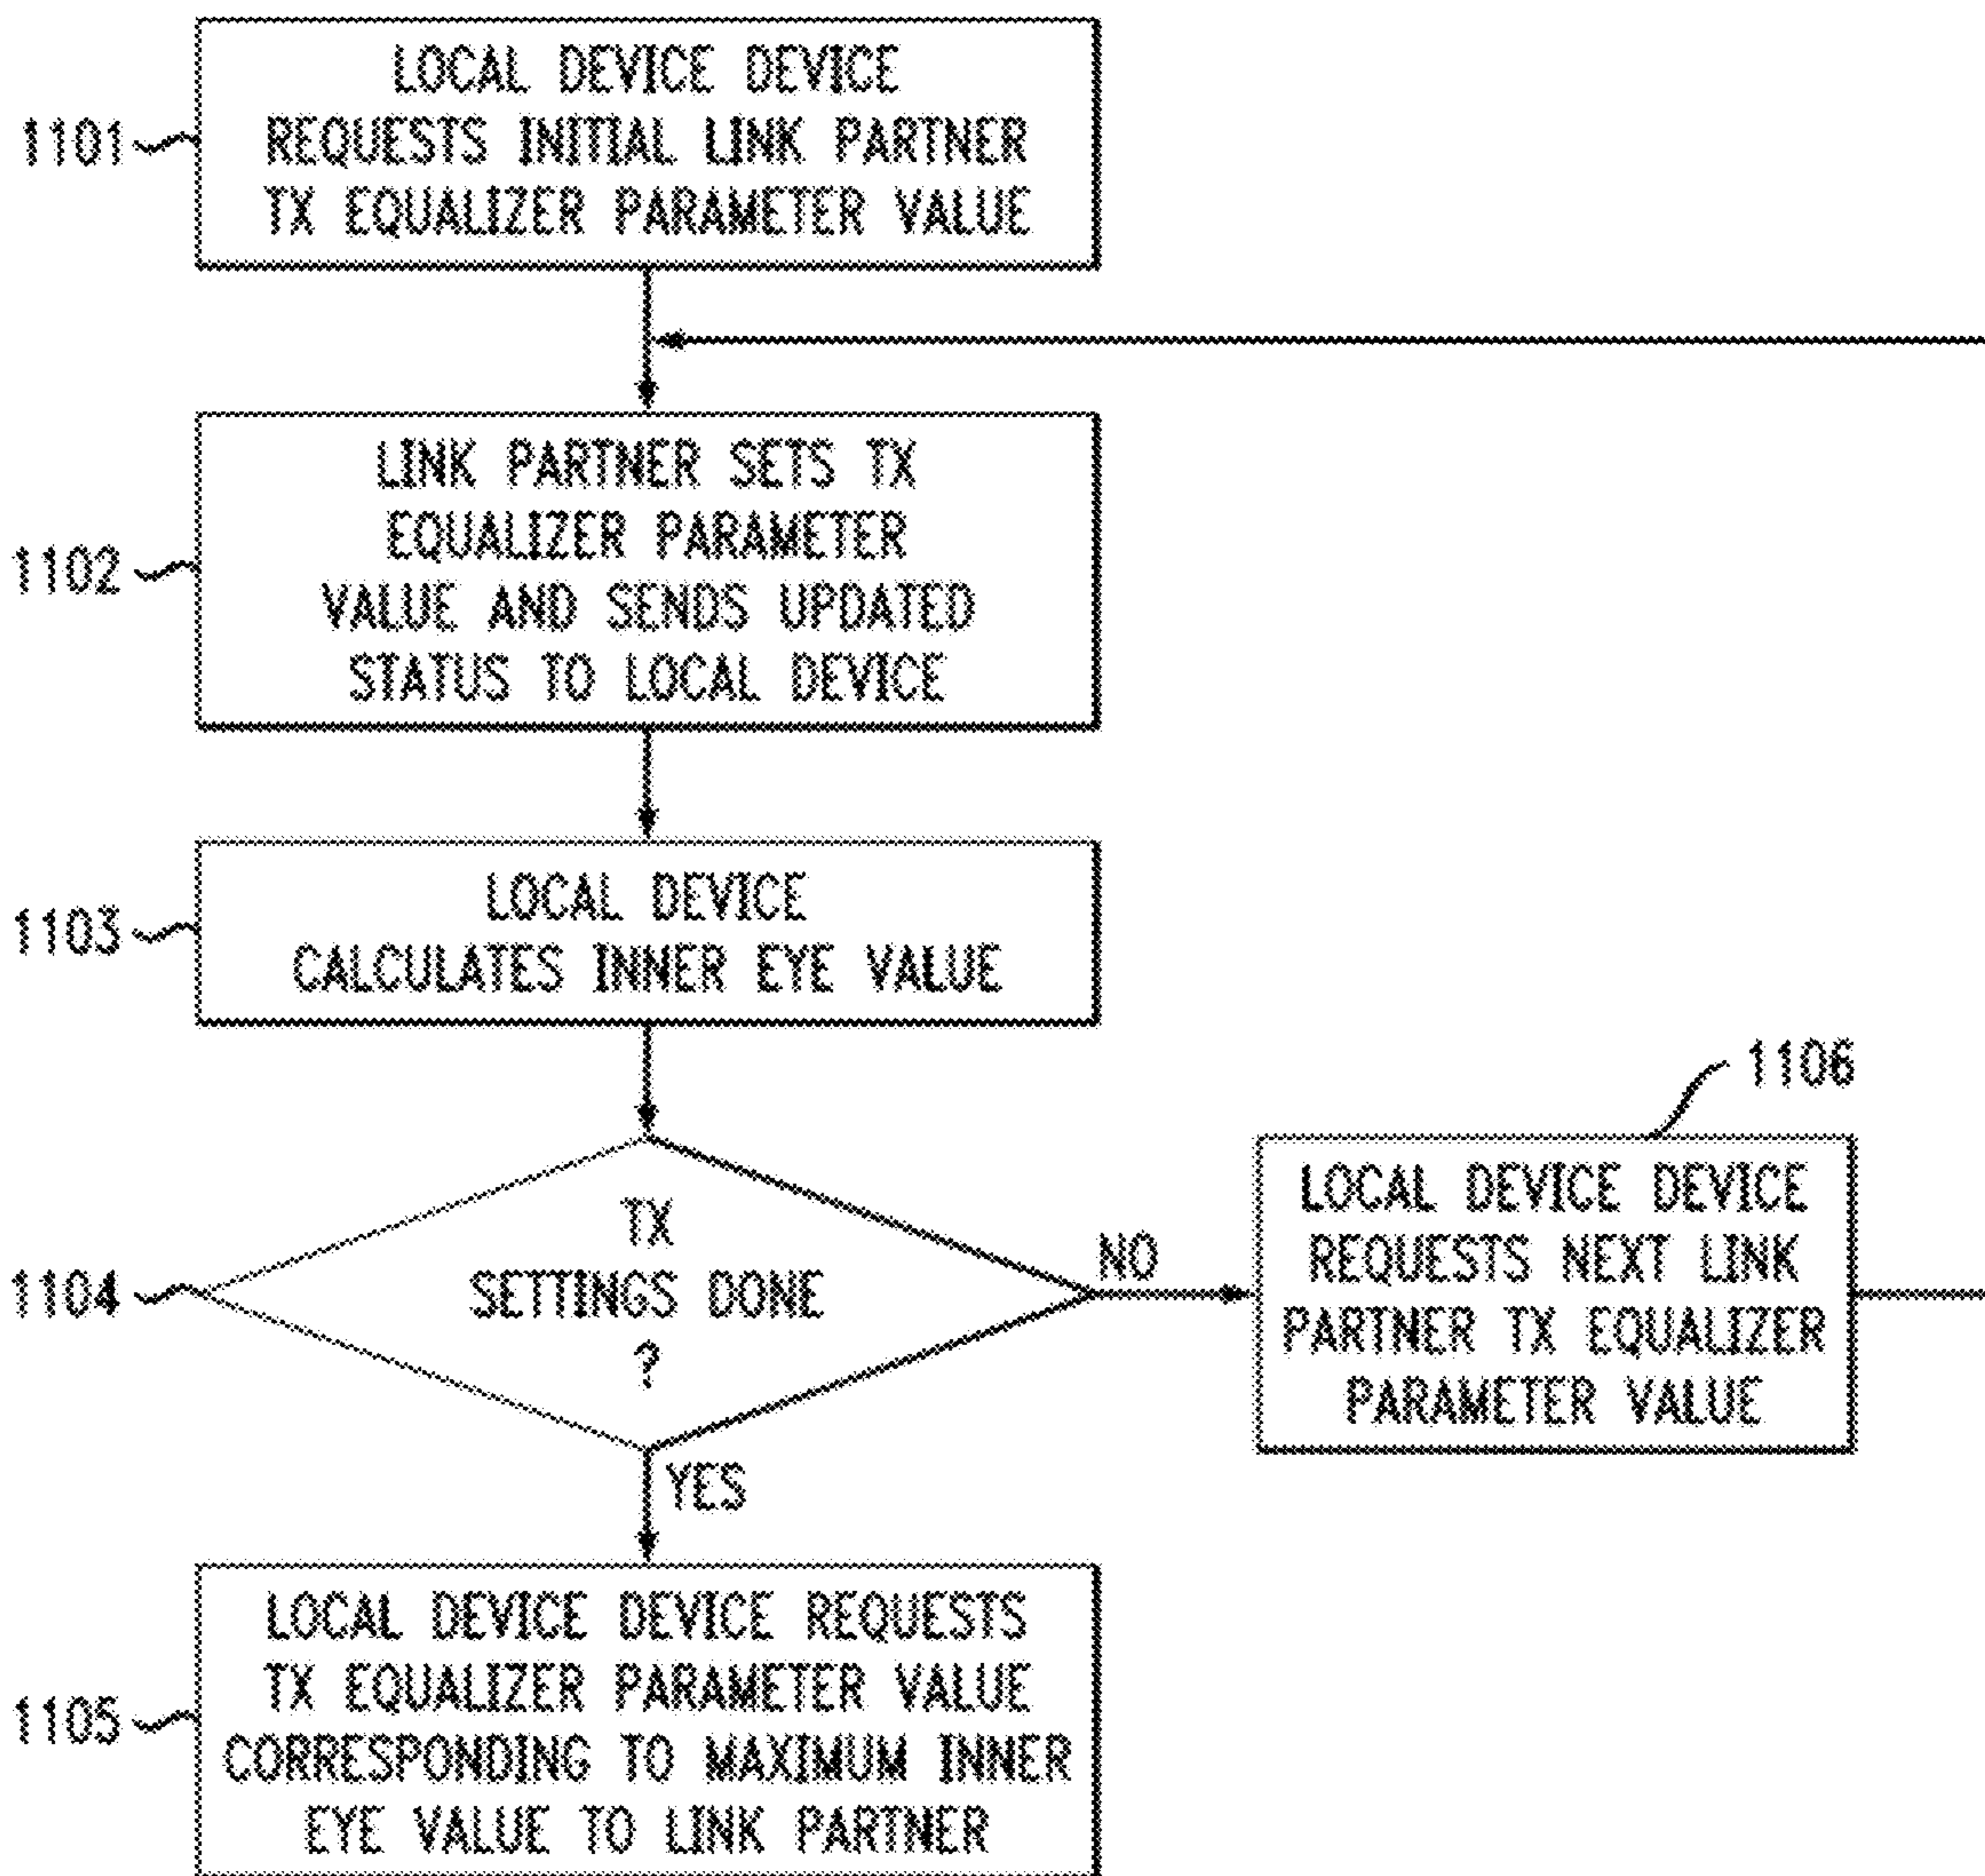 LOCAL DEVICE DEVICE
1101
REQUESTS INITIAL LINK PARTNER
TX EQUALIZER PARAMETER VALUE
LINK PARTNER SETS TX
EQUALIZER PARAMETER
1102
VALUE AND SENDS UPDATED
STATUS TO LOCAL DEVICE
LOCAL DEVICE
1103
CALCULATES INNER EYE VALUE
1104
TX
SETTINGS DONE
?
NO
YES
1106
LOCAL DEVICE DEVICE
REQUESTS NEXT LINK
PARTNER TX EQUALIZER
PARAMETER VALUE
LOCAL DEVICE DEVICE REQUESTS
TX EQUALIZER PARAMETER VALUE
1105
CORRESPONDING TO MAXIMUM INNER
EYE VALUE TO LINK PARTNER